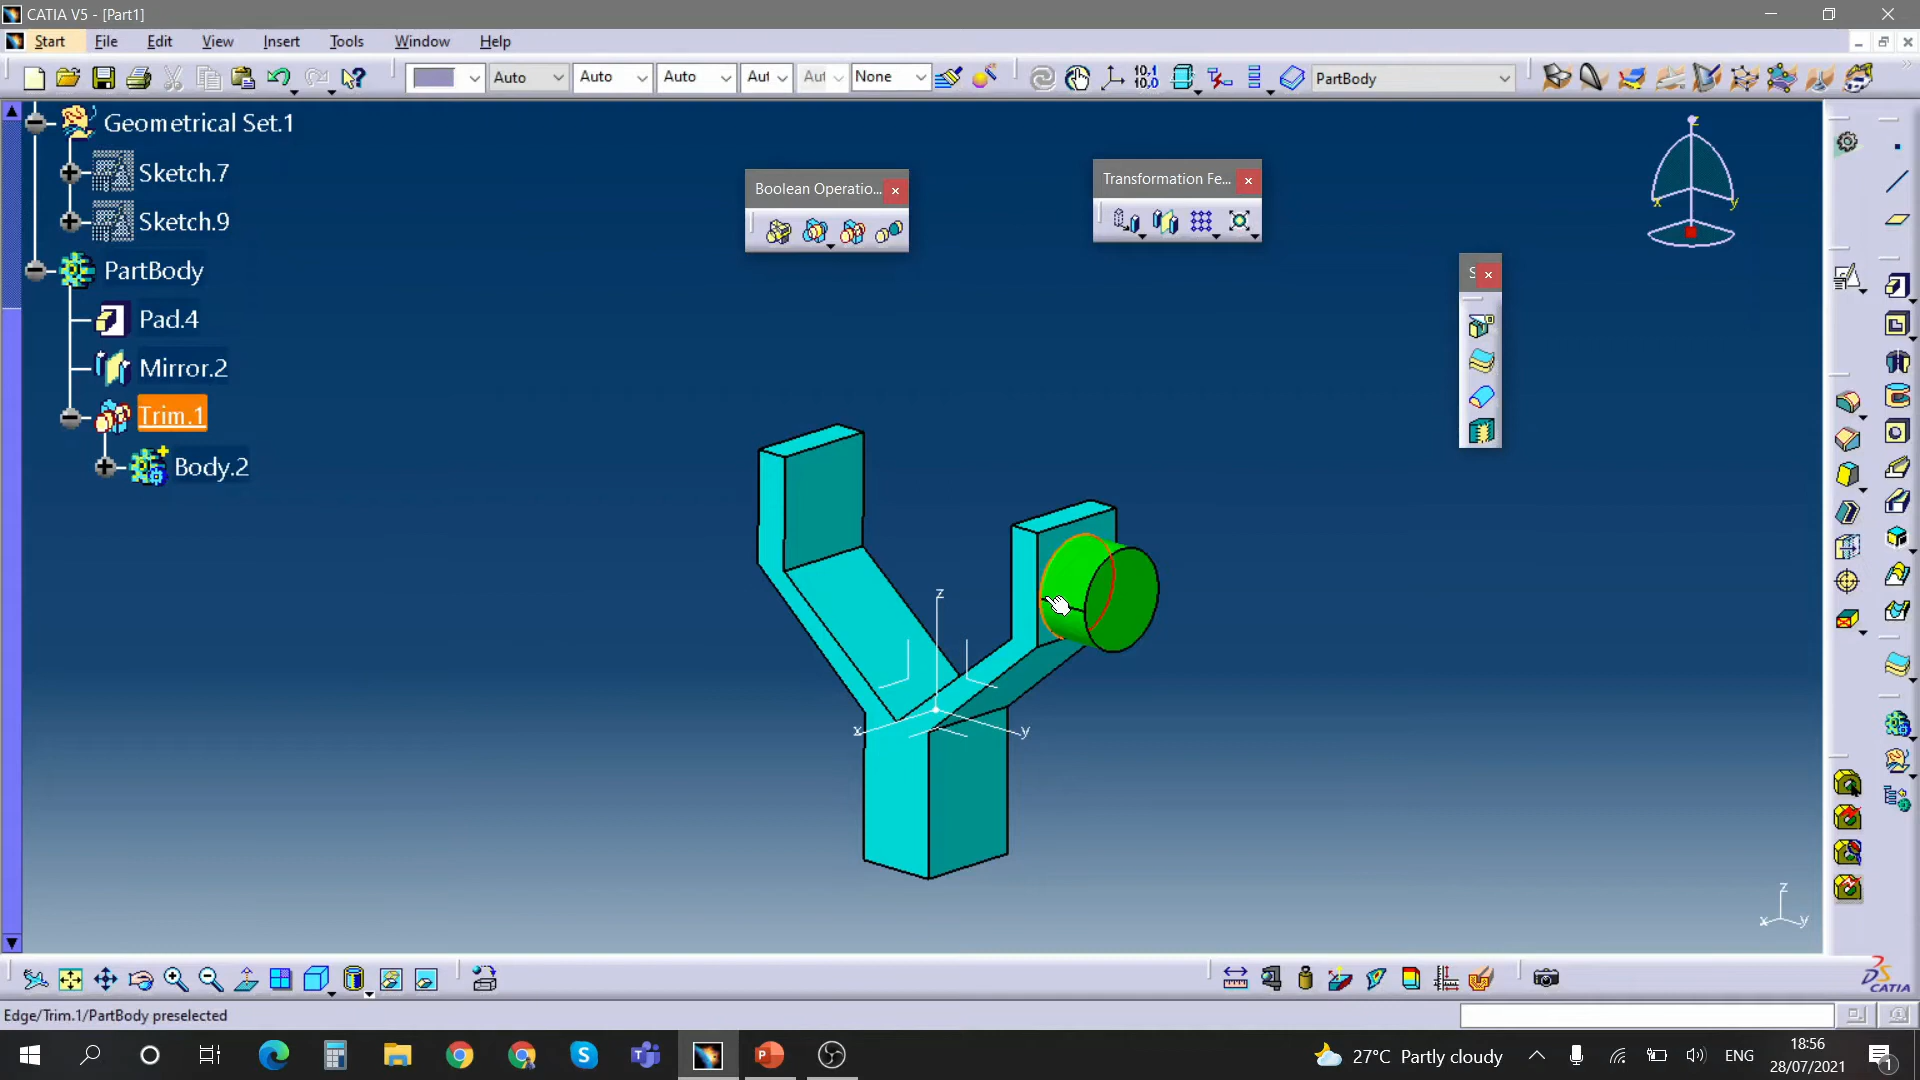 CATIA V5 - [Part1]
Start File Edit View Insert Tools Window Help
Auto Auto Auto Aut Aut None PartBody
Geometrical Set.1
Sketch.7
Sketch.9
PartBody
Pad.4
Mirror.2
Trim.1
Body.2
Boolean Operatio...
Transformation Fe...
S
z
x y
z
x y
z
x y
CATIA
Edge/Trim.1/PartBody preselected
27°C Partly cloudy
ENG
18:56
28/07/2021
1